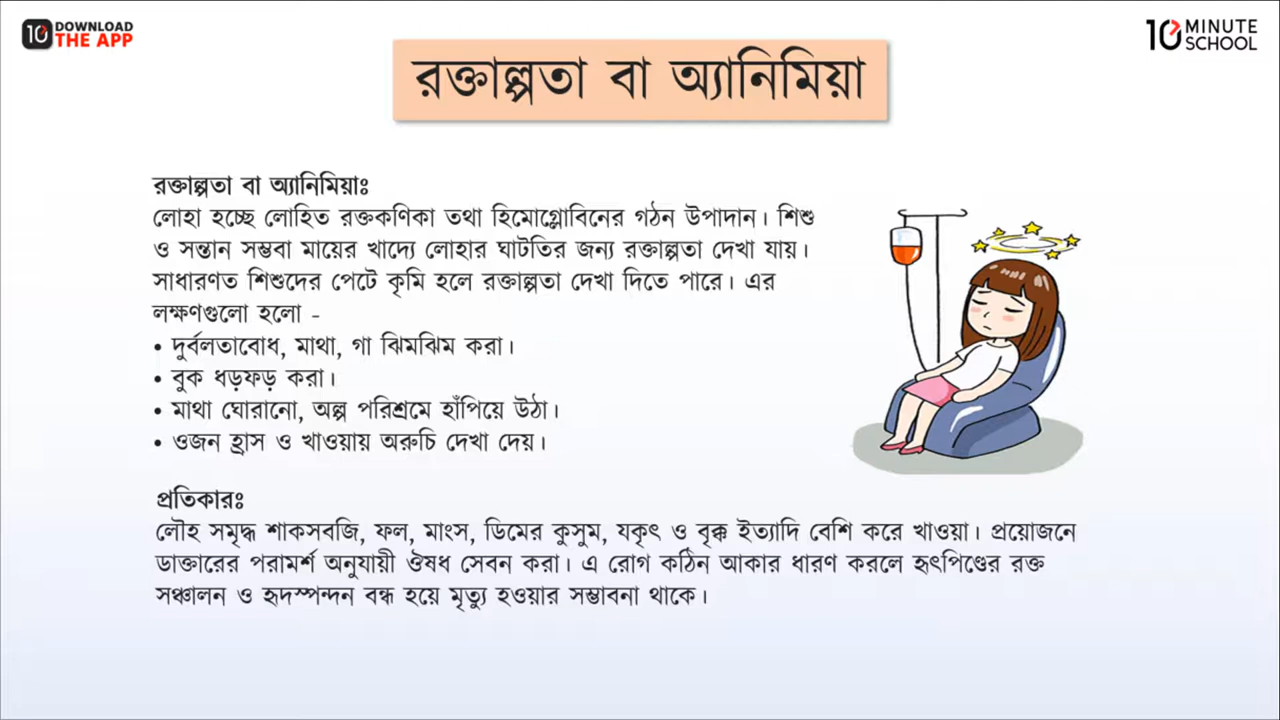 10 DOWNLOAD
THE APP
10 MINUTE
SCHOOL
রক্তাল্পতা বা অ্যানিমিয়া
রক্তাল্পতা বা অ্যানিমিয়াঃ
লোহা হচ্ছে লোহিত রক্তকণিকা তথা হিমোগ্লোবিনের গঠন উপাদান। শিশু
ও সন্তান সম্ভবা মায়ের খাদ্যে লোহার ঘাটতির জন্য রক্তাল্পতা দেখা যায়।
সাধারণত শিশুদের পেটে কৃমি হলে রক্তাল্পতা দেখা দিতে পারে। এর
লক্ষণগুলো হলো -
• দুর্বলতাবোধ, মাথা, গা ঝিমঝিম করা।
• বুক ধড়ফড় করা।
• মাথা ঘোরানো, অল্প পরিশ্রমে হাঁপিয়ে উঠা।
• ওজন হ্রাস ও খাওয়ায় অরুচি দেখা দেয়।
প্রতিকারঃ
লৌহ সমৃদ্ধ শাকসবজি, ফল, মাংস, ডিমের কুসুম, যকৃৎ ও বৃক্ক ইত্যাদি বেশি করে খাওয়া। প্রয়োজনে
ডাক্তারের পরামর্শ অনুযায়ী ঔষধ সেবন করা। এ রোগ কঠিন আকার ধারণ করলে হৃৎপিণ্ডের রক্ত
সঞ্চালন ও হৃদস্পন্দন বন্ধ হয়ে মৃত্যু হওয়ার সম্ভাবনা থাকে।